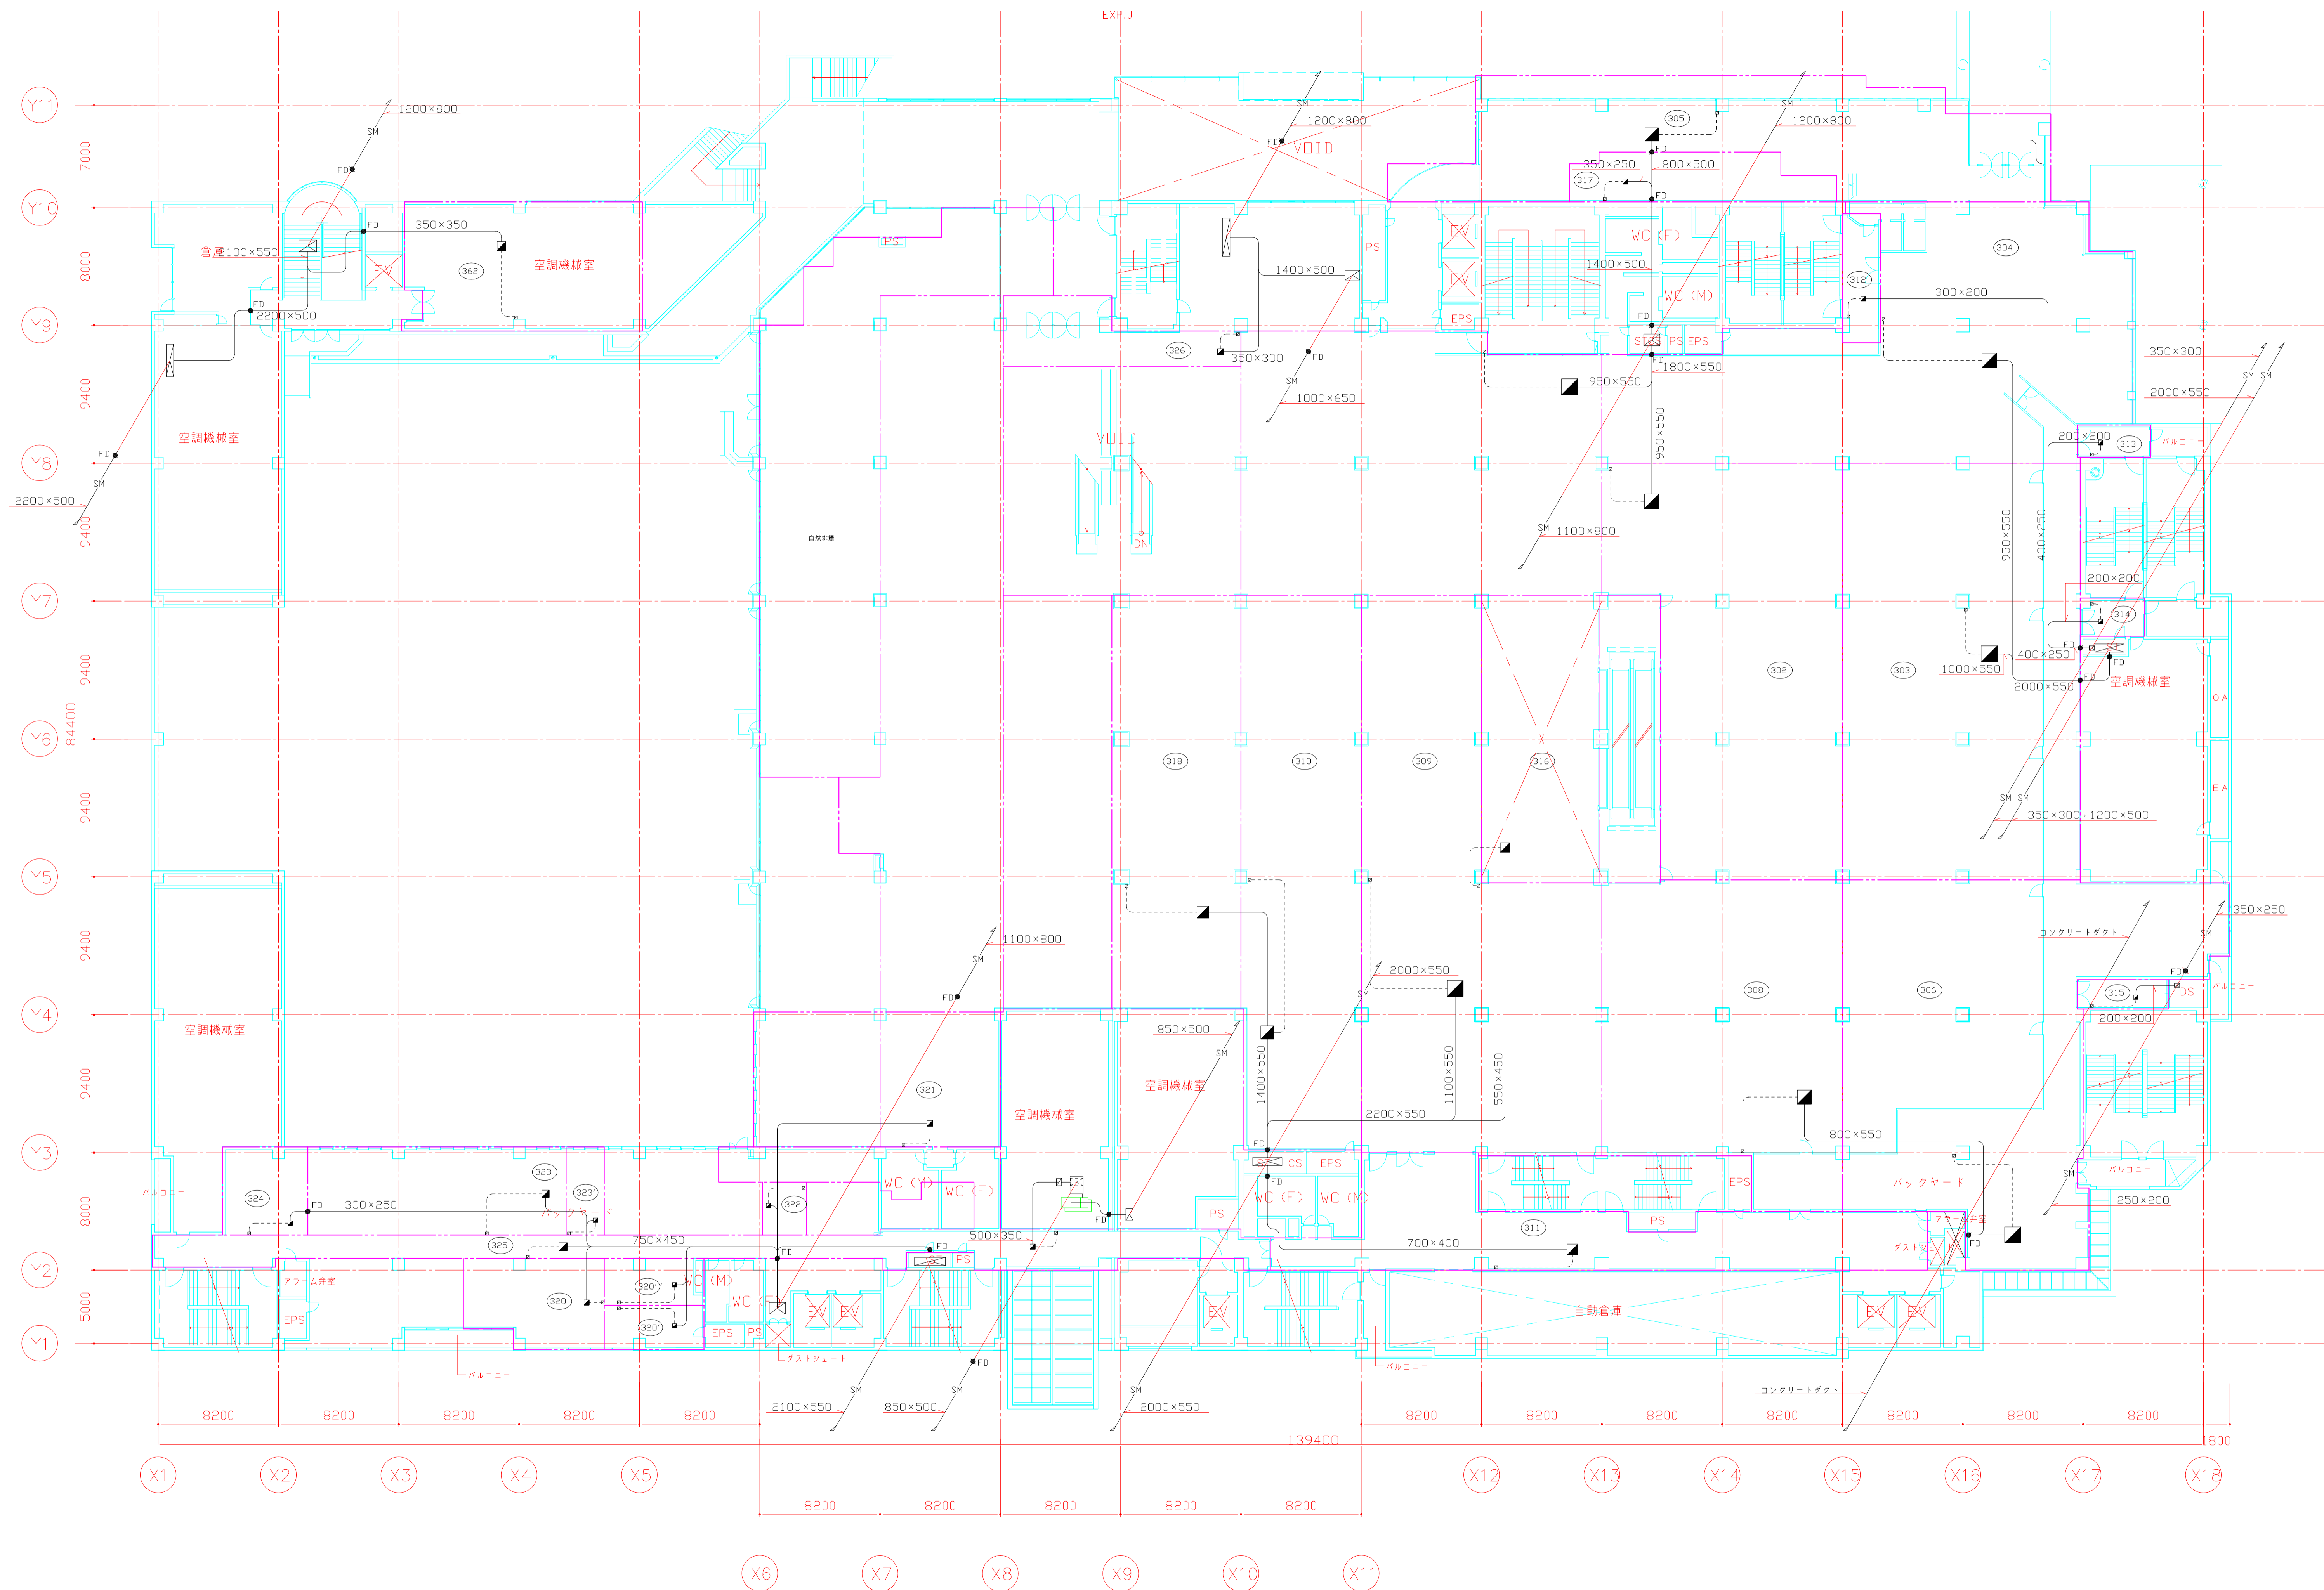 EXP.J
Y11
1200×800
SM
FD
SM
1200×800
FD
VOID
SM
1200×800
305
FD
350×250
800×500
317
FD
7000
Y10
倉庫
2100×550
FD
350×350
EV
362
空調機械室
PS
1400×500
PS
EV
EV
EPS
WC (F)
1400×500
WC (M)
304
312
300×200
8000
Y9
FD
2200×500
326
350×300
FD
SM
1000×650
FD
PS
EPS
FD
1800×550
950×550
950×550
350×300
SM
SM
2000×550
9400
空調機械室
VOID
Y8
FD
SM
2200×500
200×200
313
バルコニー
9400
自然排煙
DN
SM
1100×800
950×550
400×250
Y7
200×200
314
FD
400×250
1000×550
FD
2000×550
FD
空調機械室
OA
9400
84400
302
303
Y6
X
318
310
309
316
EA
SM
SM
350×300・1200×500
9400
Y5
9400
1100×800
SM
FD
2000×550
SM
コンクリートダクト
350×250
SM
FD
バルコニー
308
306
315
DS
200×200
Y4
空調機械室
850×500
SM
1400×550
1100×550
550×450
空調機械室
321
空調機械室
9400
2200×550
800×550
Y3
FD
CS
EPS
FD
323
323'
324
FD
300×250
バックヤード
バルコニー
322
WC (M)
WC (F)
WC (F)
WC (M)
PS
FD
EPS
PS
バックヤード
バルコニー
SM
250×200
8000
325
750×450
FD
FD
500×350
311
700×400
アラーム弁室
ダストシュート
FD
Y2
アラーム弁室
EPS
320
320''
320'
WC (M)
WC (F)
EPS
PS
PS
EV
EV
EV
自動倉庫
EV
EV
5000
Y1
バルコニー
ダストシュート
FD
バルコニー
SM
SM
SM
2100×550
850×500
2000×550
コンクリートダクト
8200
8200
8200
8200
8200
8200
8200
8200
8200
8200
8200
8200
139400
1800
X1
X2
X3
X4
X5
X12
X13
X14
X15
X16
X17
X18
8200
8200
8200
8200
8200
X6
X7
X8
X9
X10
X11